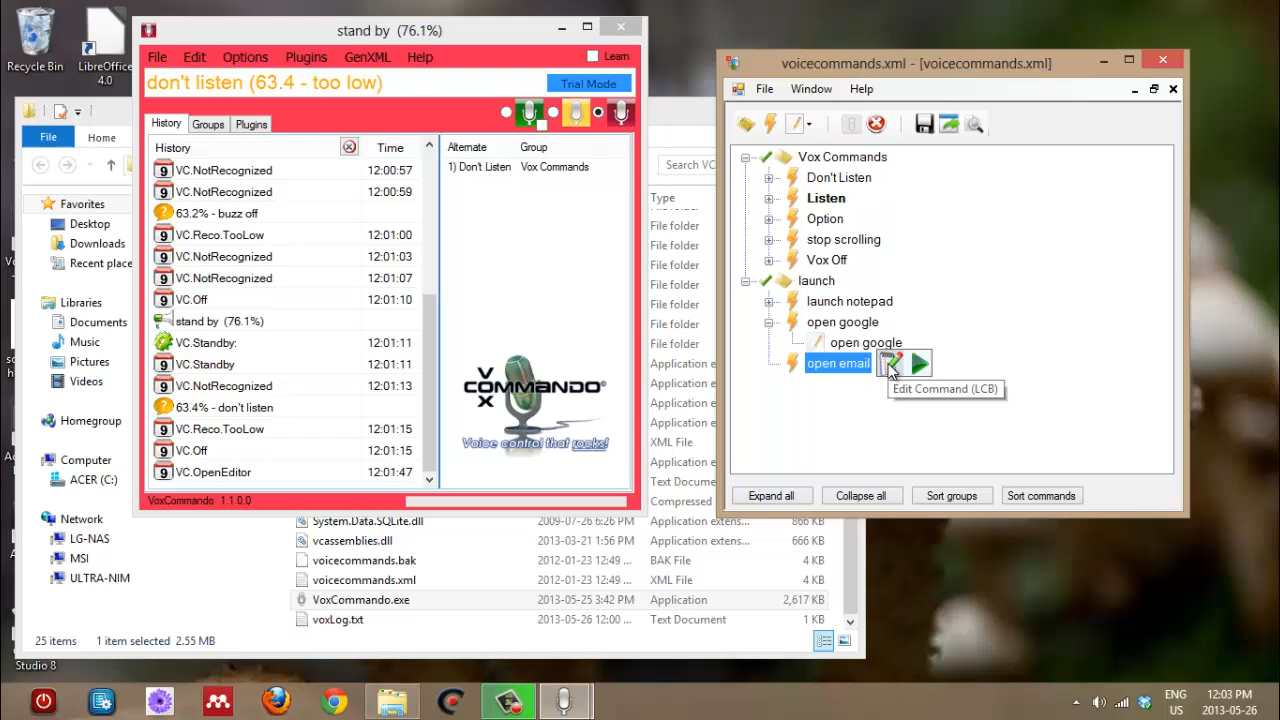 Recycle Bin
LibreOffice
4.0
Studio 8
stand by (76.1%)
File Edit Options Plugins GenXML Help Learn
don't listen (63.4 - too low) Trial Mode
History Groups Plugins
History Time
VC.NotRecognized 12:00:57
VC.NotRecognized 12:00:59
63.2% - buzz off
VC.Reco.TooLow 12:01:00
VC.NotRecognized 12:01:03
VC.NotRecognized 12:01:07
VC.Off 12:01:10
stand by (76.1%)
VC.Standby: 12:01:11
VC.Standby 12:01:11
VC.NotRecognized 12:01:13
63.4% - don't listen
VC.Reco.TooLow 12:01:15
VC.Off 12:01:15
VC.OpenEditor 12:01:47
Alternate Group
1) Don't Listen Vox Commands
VOX COMMANDO®
Voice control that rocks!
VoxCommando 1.1.0.0
File Home
Search VC
Favorites
Desktop
Downloads
Recent place
Libraries
Documents
Music
Pictures
Videos
Homegroup
Computer
ACER (C:)
Network
LG-NAS
MSI
ULTRA-NIM
Type
File folder
File folder
File folder
File folder
File folder
File folder
File folder
Application e
Application e
Application e
Application e
XML File
Application e
Text Docume
Compressed
System.Data.SQLite.dll 2009-07-26 6:26 PM Application extens... 866 KB
vcassemblies.dll 2013-03-21 1:56 PM Application extens... 666 KB
voicecommands.bak 2012-01-23 12:49 ... BAK File 4 KB
voicecommands.xml 2012-01-23 12:49 ... XML File 4 KB
VoxCommando.exe 2013-05-25 3:42 PM Application 2,617 KB
voxLog.txt 2013-05-26 12:00 ... Text Document 1 KB
25 items 1 item selected 2.55 MB
voicecommands.xml - [voicecommands.xml]
File Window Help
Vox Commands
Don't Listen
Listen
Option
stop scrolling
Vox Off
launch
launch notepad
open google
open google
open email
Edit Command (LCB)
Expand all Collapse all Sort groups Sort commands
ENG
US
12:03 PM
2013-05-26